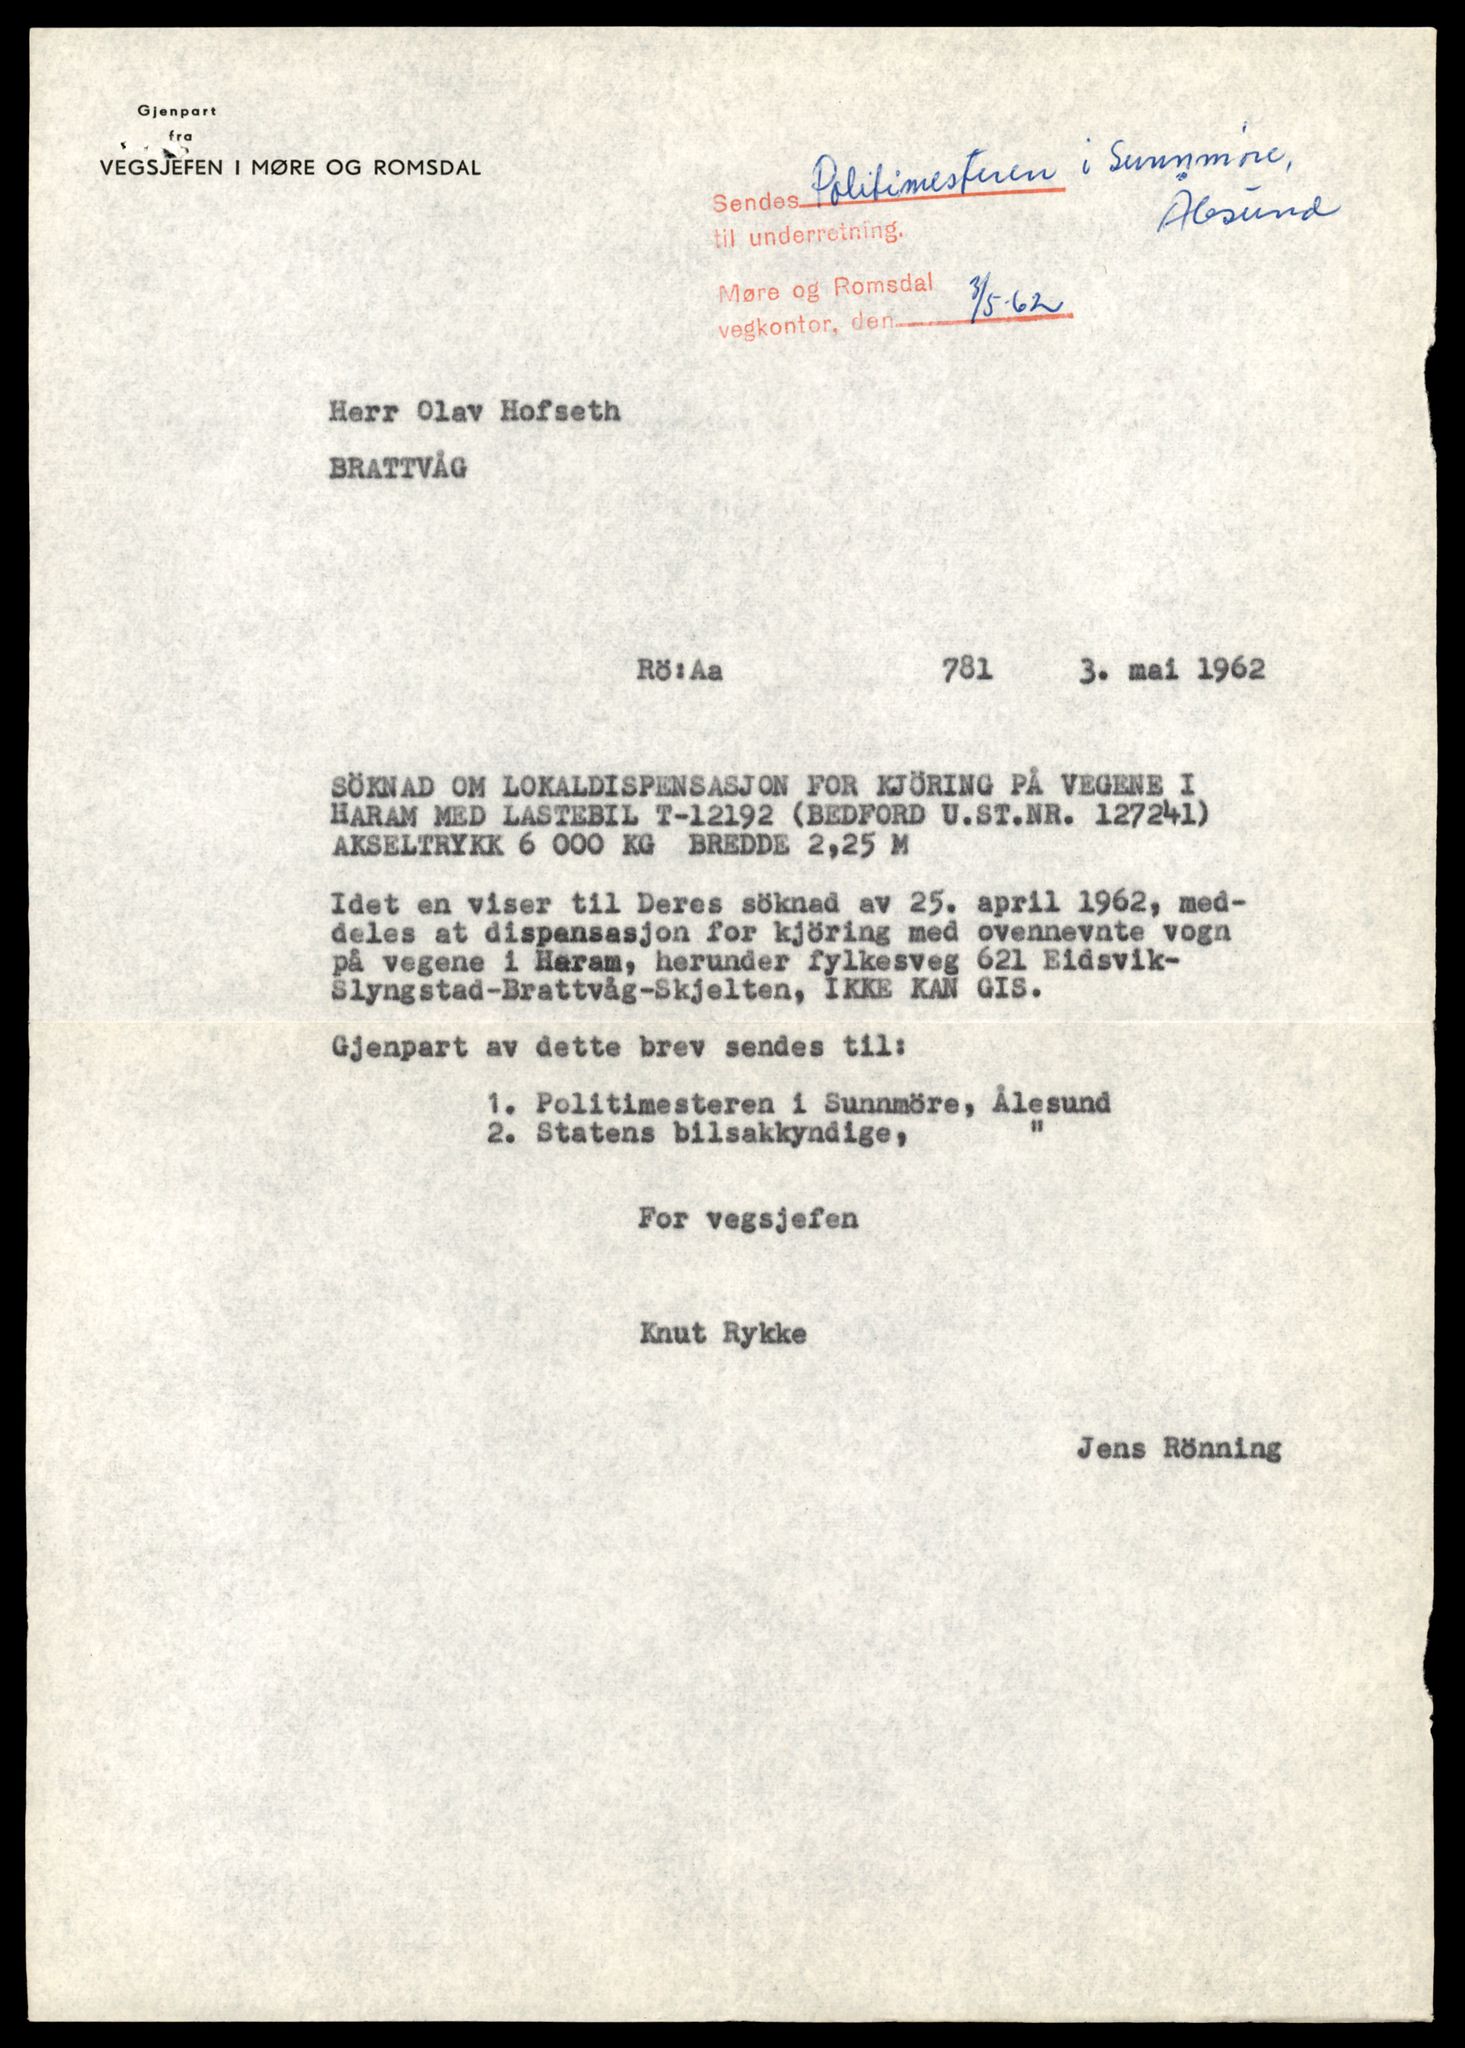 Gjenpart
fra
VEGSJEFEN I MØRE OG ROMSDAL
Sendes Politimesteren i Sunnmöre,
Ålesund
til underretning.
Møre og Romsdal
vegkontor, den 3/5-62
Herr Olav Hofseth
BRATTVÅG
Rö:Aa 781 3. mai 1962
SÖKNAD OM LOKALDISPENSASJON FOR KJÖRING PÅ VEGENE I
HARAM MED LASTEBIL T-12192 (BEDFORD U.ST.NR. 127241)
AKSELTRYKK 6 000 KG BREDDE 2,25 M
Idet en viser til Deres söknad av 25. april 1962, med-
deles at dispensasjon for kjöring med ovennevnte vogn
på vegene i Haram, herunder fylkesveg 621 Eidsvik-
Slyngstad-Brattvåg-Skjelten, IKKE KAN GIS.
Gjenpart av dette brev sendes til:
1. Politimesteren i Sunnmöre, Ålesund
2. Statens bilsakkyndige, "
For vegsjefen
Knut Rykke
Jens Rönning